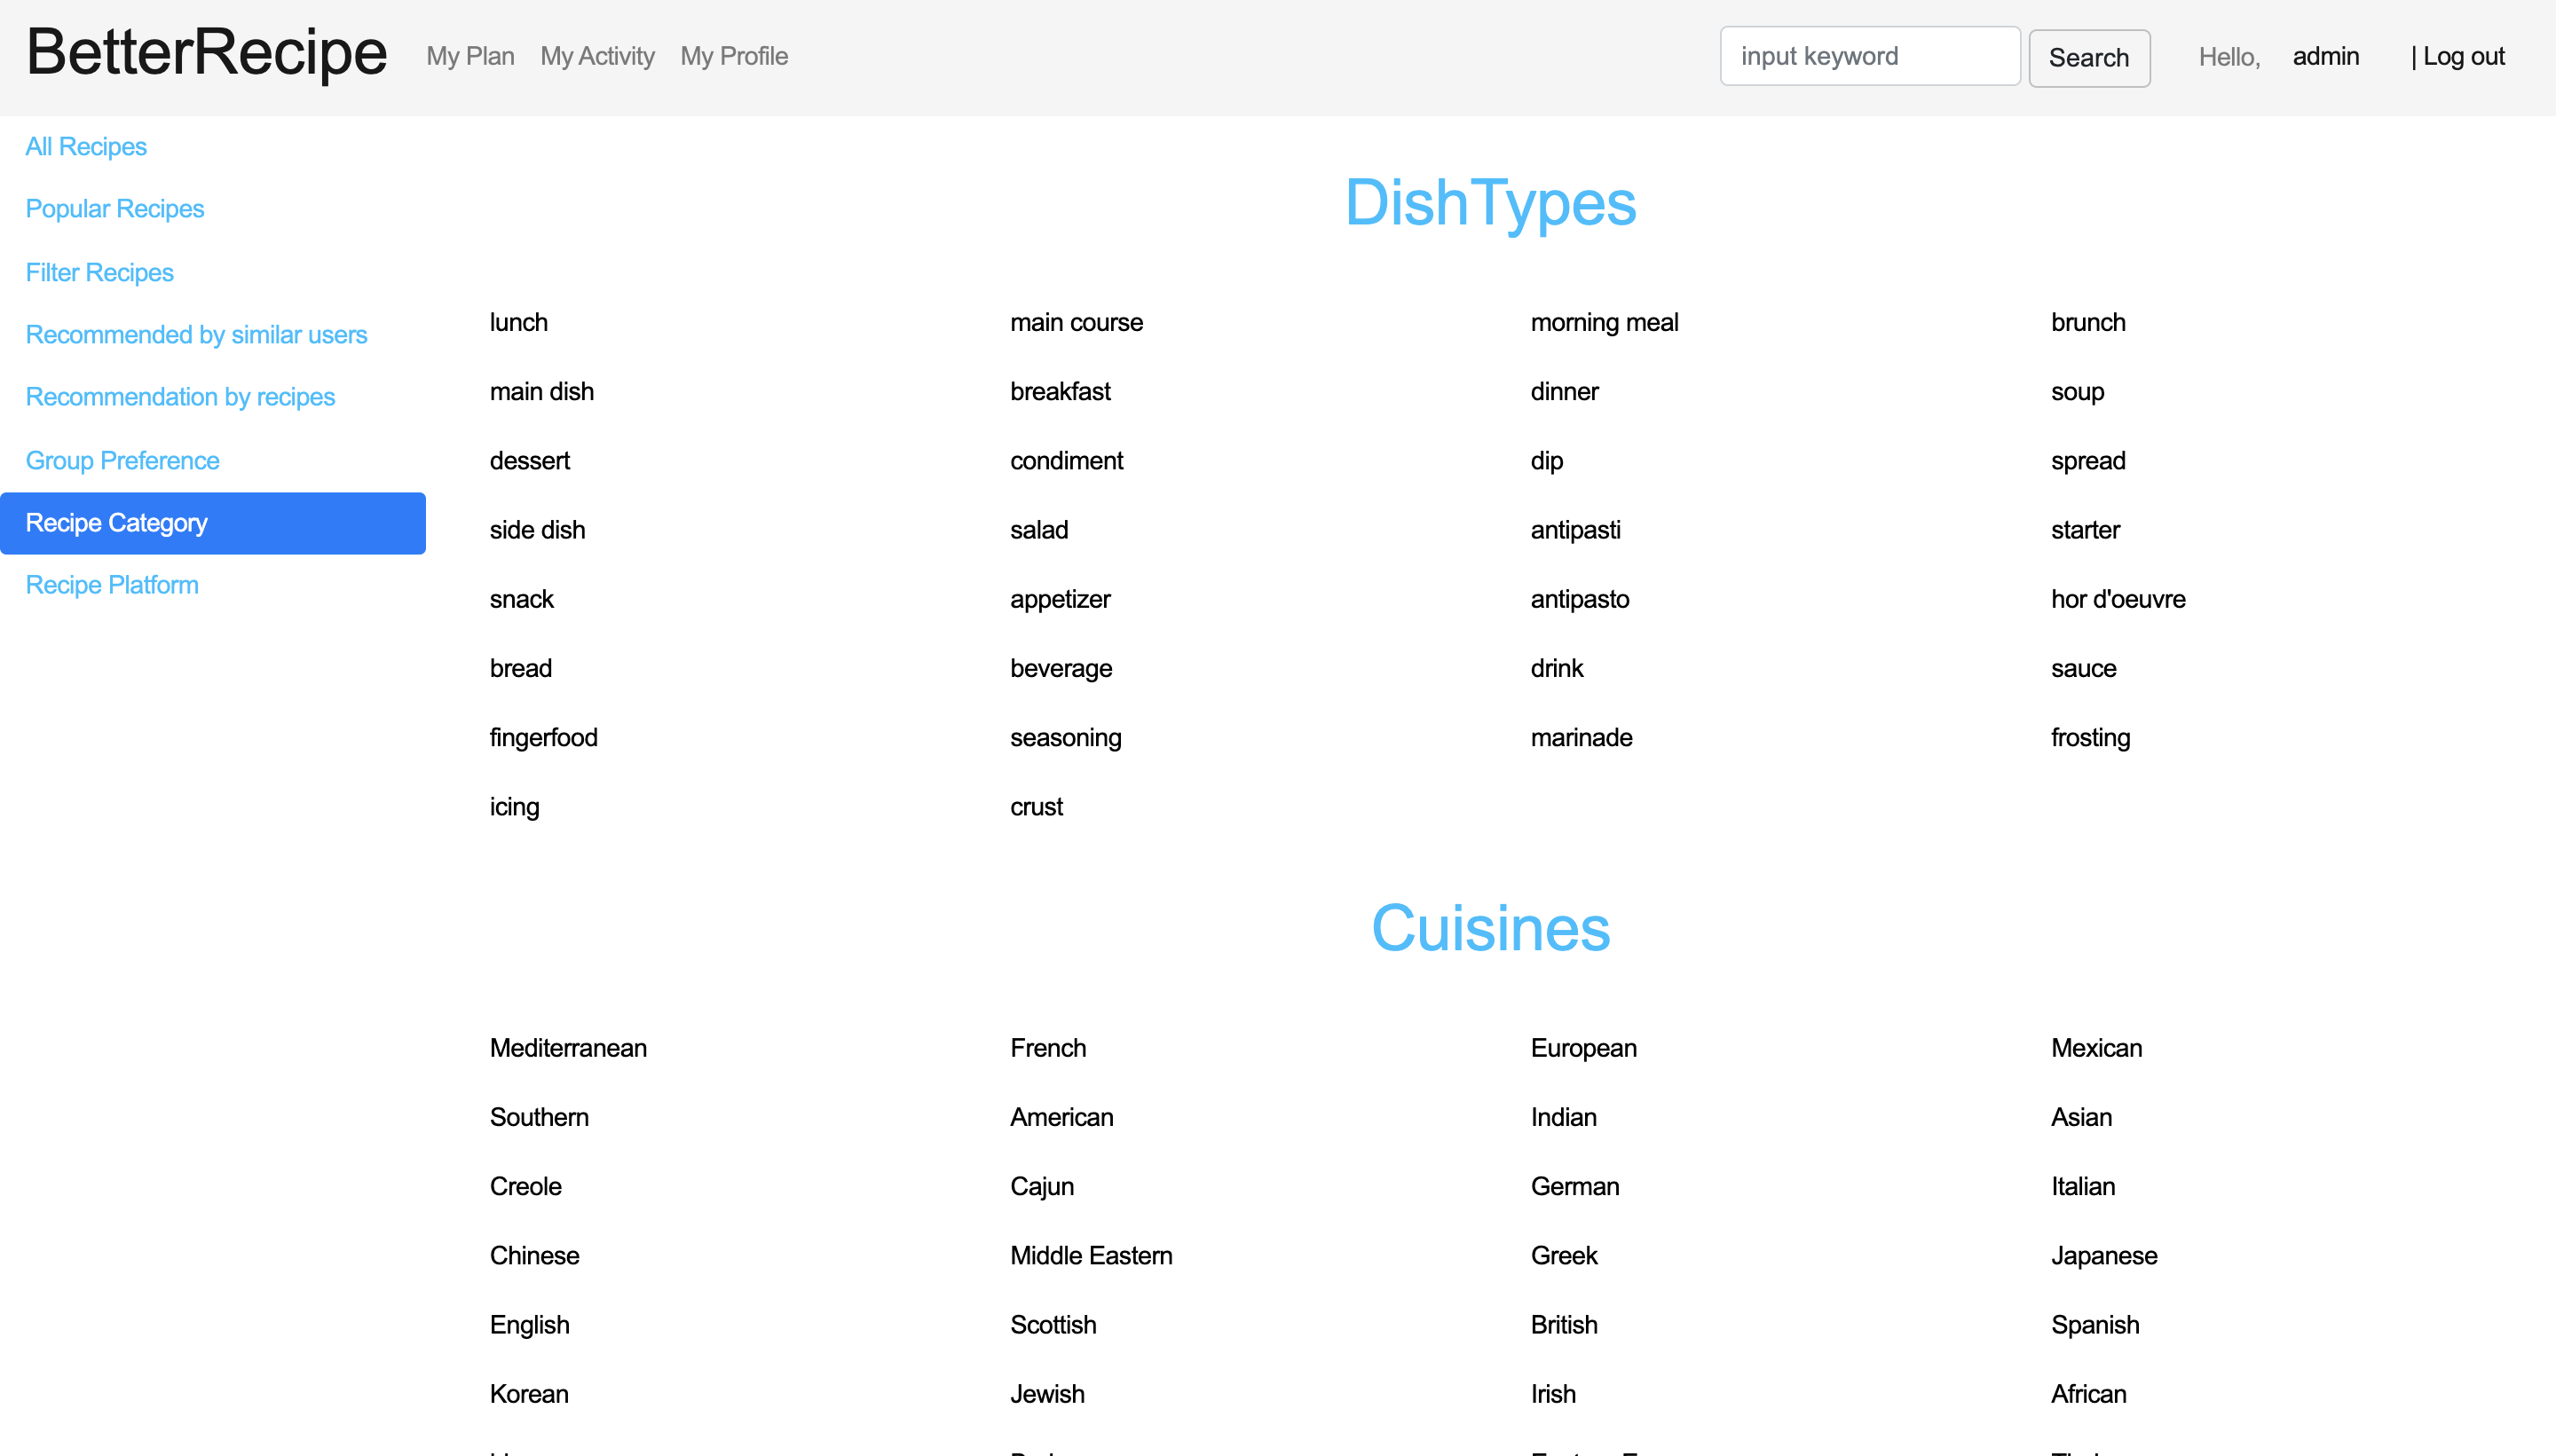 BetterRecipe My Plan My Activity My Profile input keyword Search Hello, admin | Log out
All Recipes
Popular Recipes
Filter Recipes
Recommended by similar users
Recommendation by recipes
Group Preference
Recipe Category
Recipe Platform
DishTypes
lunch main course morning meal brunch
main dish breakfast dinner soup
dessert condiment dip spread
side dish salad antipasti starter
snack appetizer antipasto hor d'oeuvre
bread beverage drink sauce
fingerfood seasoning marinade frosting
icing crust
Cuisines
Mediterranean French European Mexican
Southern American Indian Asian
Creole Cajun German Italian
Chinese Middle Eastern Greek Japanese
English Scottish British Spanish
Korean Jewish Irish African